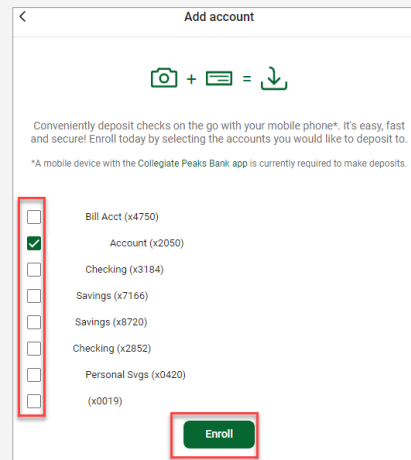 Add account
Conveniently deposit checks on the go with your mobile phone*. It's easy, fast
and secure! Enroll today by selecting the accounts you would like to deposit to.
*A mobile device with the Collegiate Peaks Bank app is currently required to make deposits.
Bill Acct (x4750)
Account (x2050)
Checking (x3184)
Savings (x7166)
Savings (x8720)
Checking (x2852)
Personal Svgs (x0420)
(x0019)
Enroll